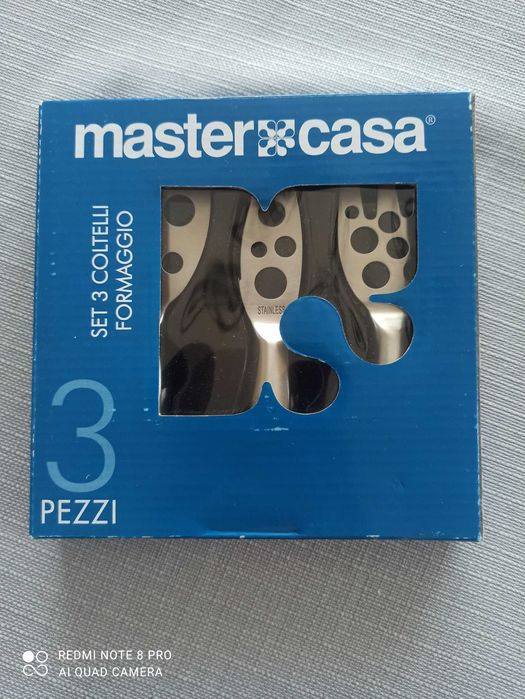 master casa®
SET 3 COLTELLI
FORMAGGIO
STAINLESS
3
PEZZI
REDMI NOTE 8 PRO
AI QUAD CAMERA